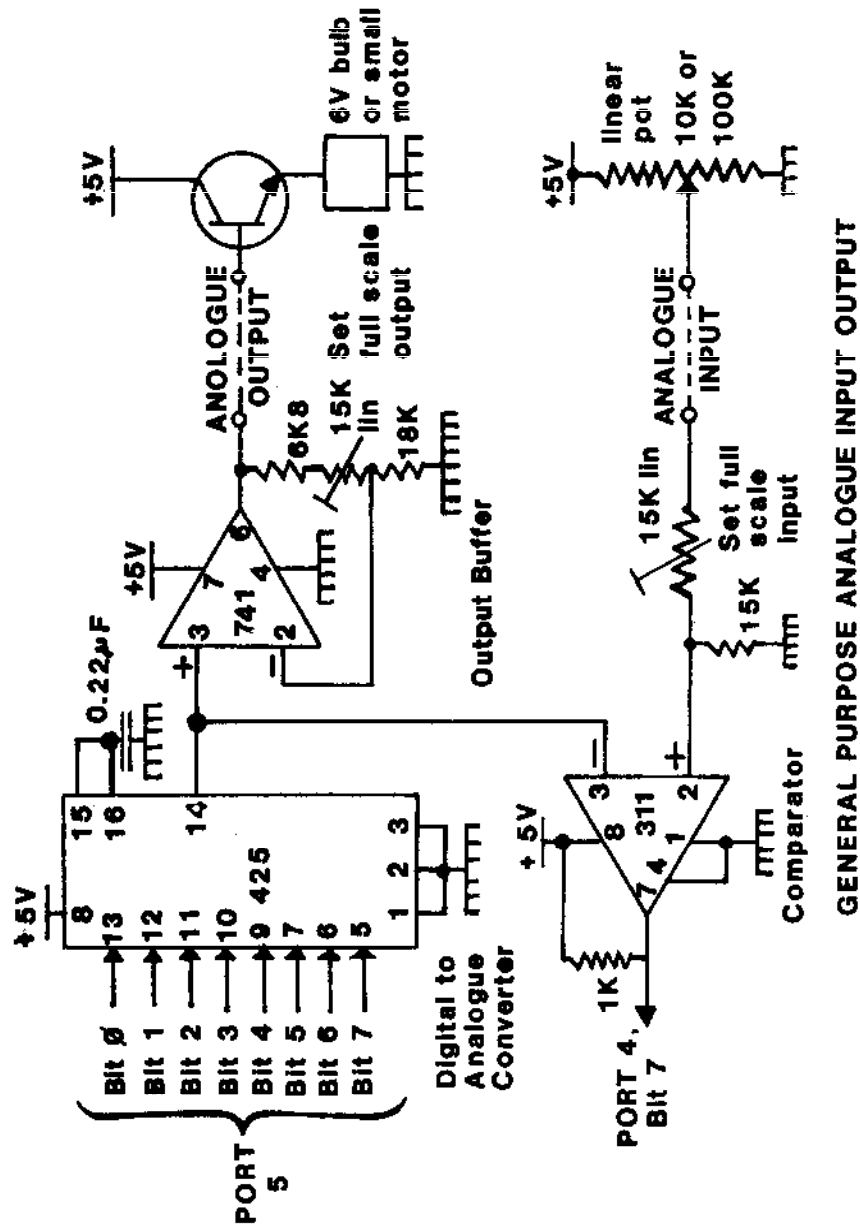 +5V
8
Bit Ø
13
Bit 1
12
Bit 2
11
Bit 3
10
Bit 4
9
Bit 5
7
Bit 6
6
Bit 7
5
425
15
16
14
1
2
3
0.22µF
PORT
5
Digital to
Analogue
Converter
+5V
+
3
7
741
6
−
2
4
Output Buffer
ANOLOGUE
OUTPUT
6K8
15K
lin
Set
full scale
output
18K
+5V
6V bulb
or small
motor
+5V
1K
−
3
8
311
+
2
1
4
7
PORT 4,
Bit 7
Comparator
15K lin
Set full
scale
input
15K
ANALOGUE
INPUT
+5V
linear
pot
10K or
100K
GENERAL PURPOSE ANALOGUE INPUT OUTPUT